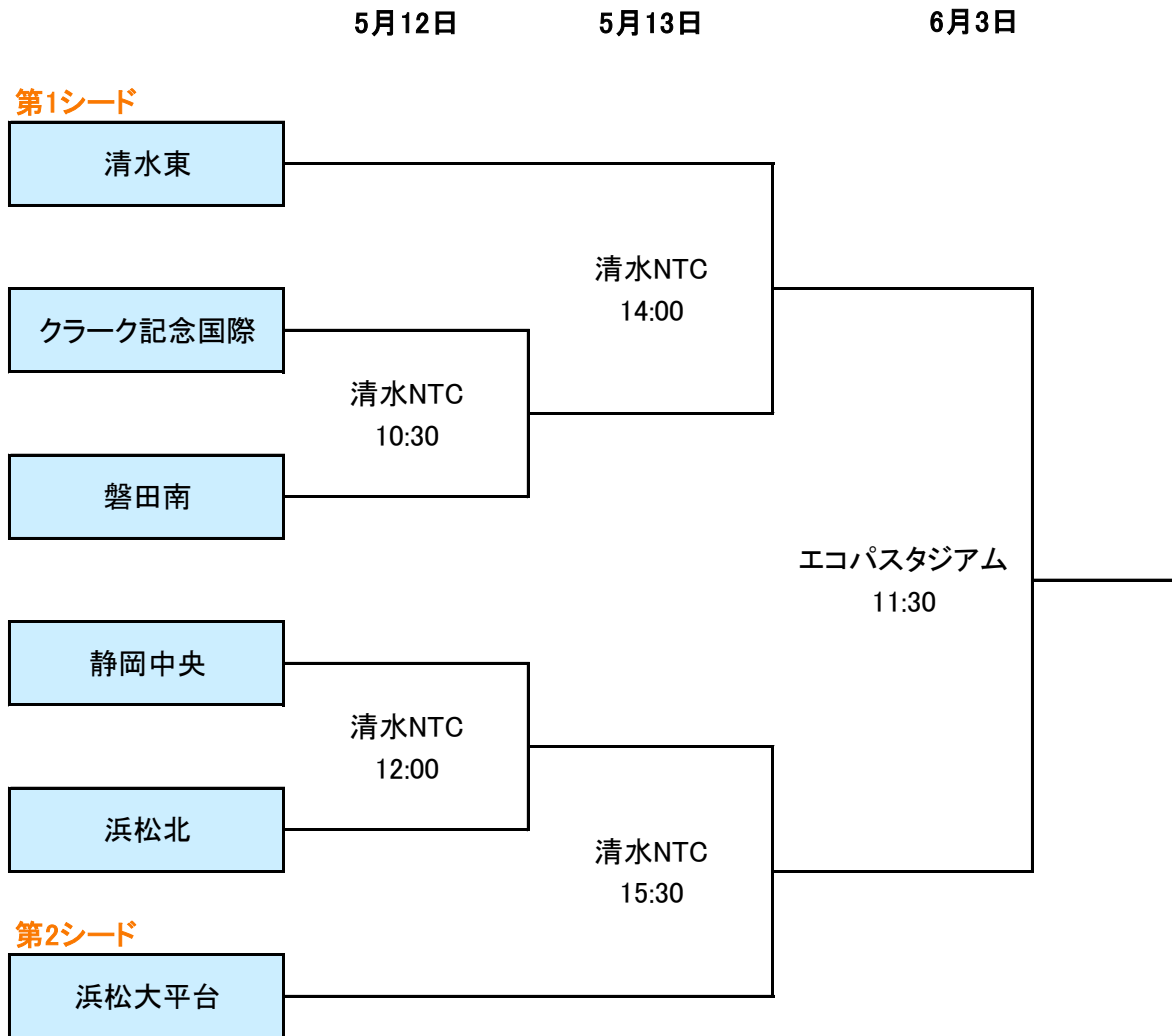 5月12日
5月13日
6月3日
第1シード
清水東
清水NTC
14:00
クラーク記念国際
清水NTC
10:30
磐田南
エコパスタジアム
11:30
静岡中央
清水NTC
12:00
浜松北
清水NTC
15:30
第2シード
浜松大平台